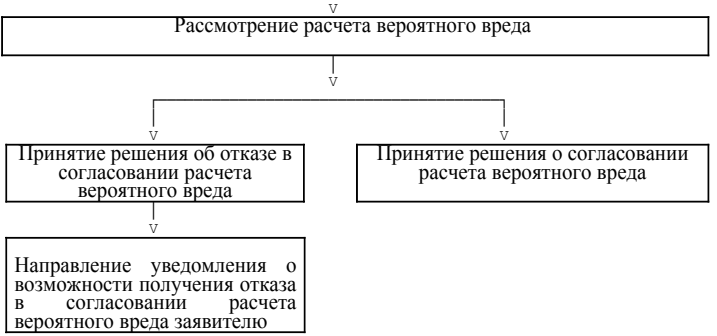 V
Рассмотрение расчета вероятного вреда
V
V
V
Принятие решения об отказе в
согласовании расчета
вероятного вреда
Принятие решения о согласовании
расчета вероятного вреда
V
Направление уведомления о
возможности получения отказа
в согласовании расчета
вероятного вреда заявителю